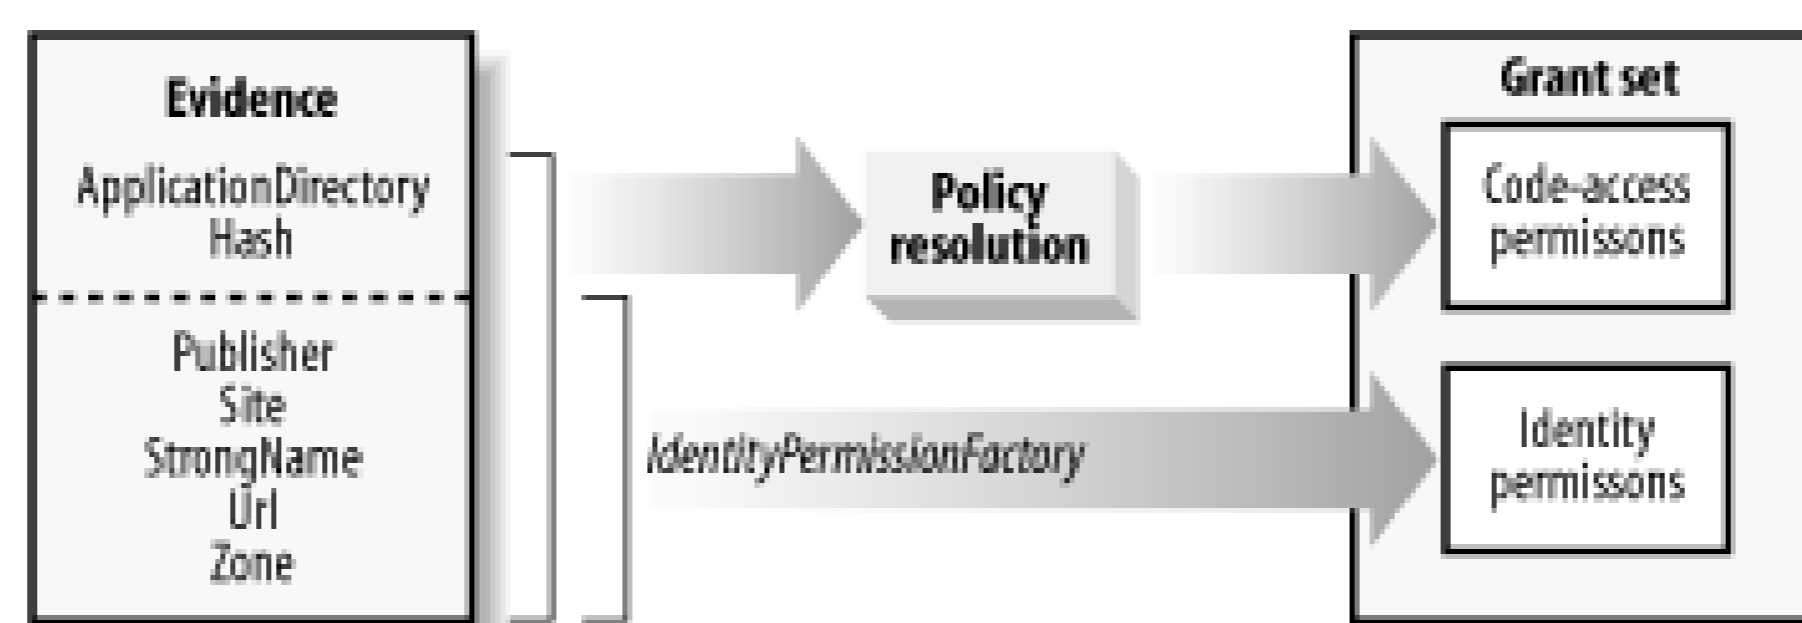 Evidence
ApplicationDirectory
Hash
Publisher
Site
StrongName
Url
Zone
Policy
resolution
IdentityPermissionFactory
Grant set
Code-access
permissons
Identity
permissons